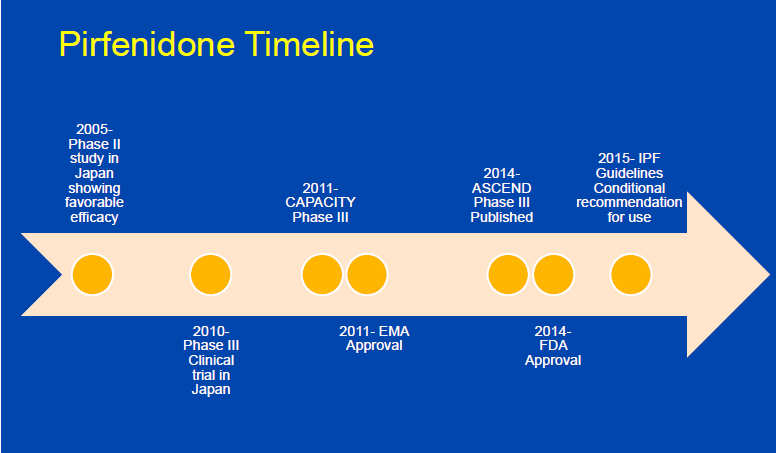 Pirfenidone Timeline
2005-
Phase II
study in
Japan
showing
favorable
efficacy
2010-
Phase III
Clinical
trial in
Japan
2011-
CAPACITY
Phase III
2011- EMA
Approval
2014-
ASCEND
Phase III
Published
2014-
FDA
Approval
2015- IPF
Guidelines
Conditional
recommendation
for use